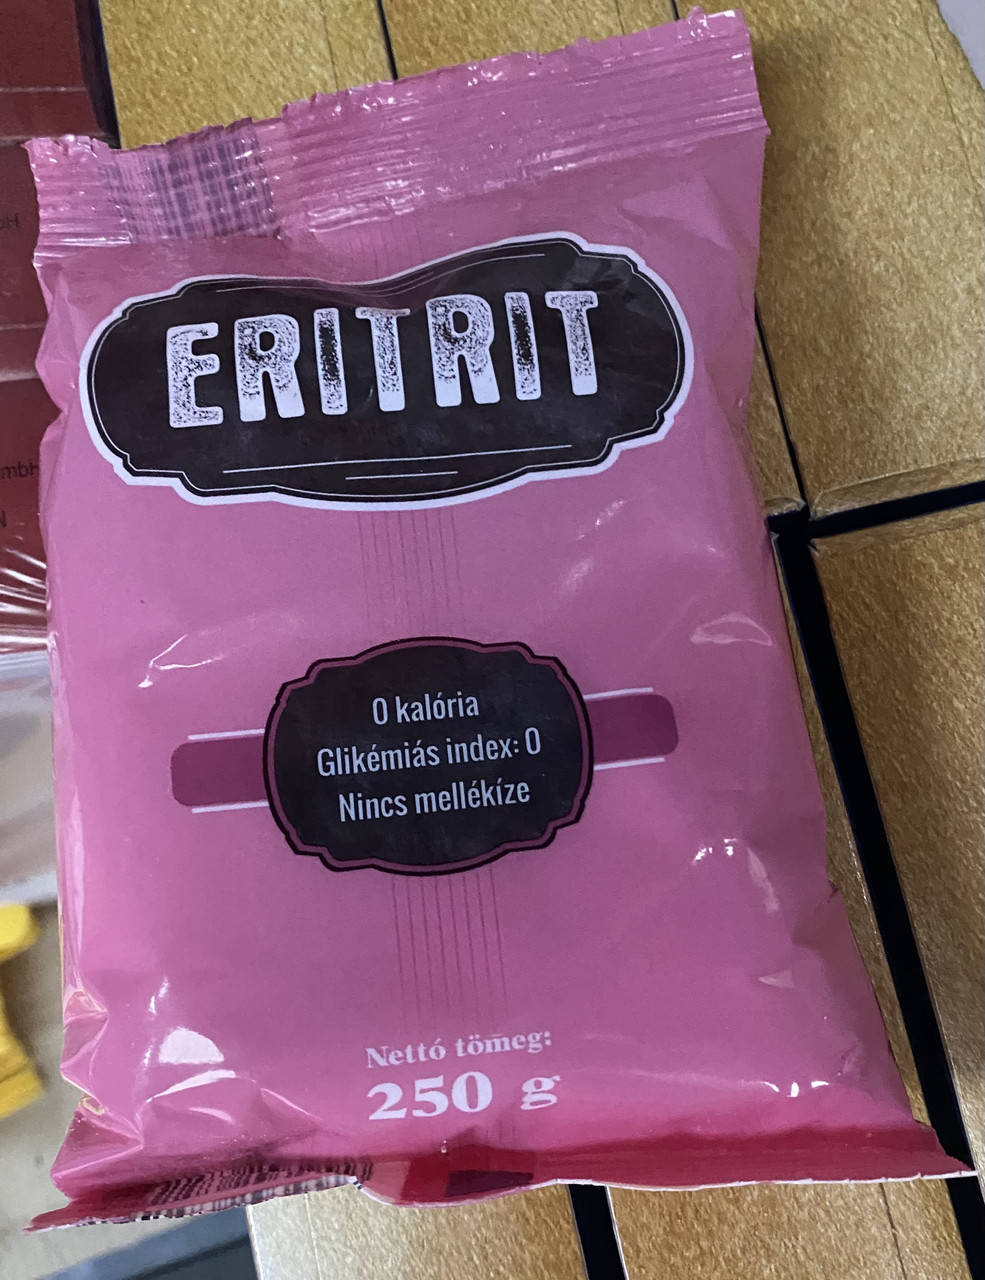 ERITRIT
0 kalória
Glikémiás index: 0
Nincs mellékíze
Nettó tömeg:
250 g